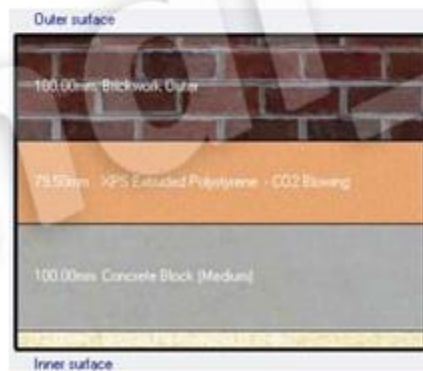 Outer surface
100.00mm Brickwork Outer
79.50mm XPS Extruded Polystyrene - CO2 Blowing
100.00mm Concrete Block (Medium)
Inner surface